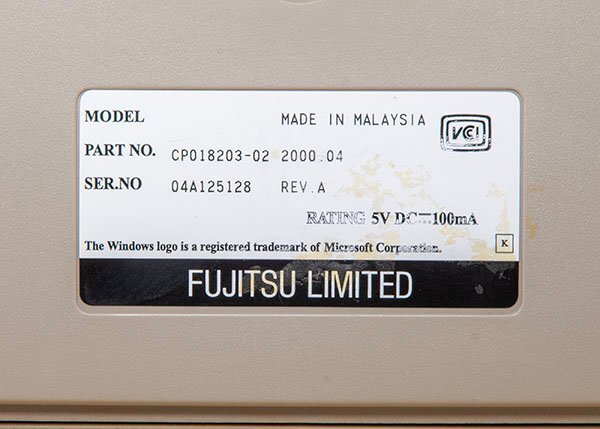 MODEL MADE IN MALAYSIA VCCI
PART NO. CP018203-02 2000.04
SER.NO 04A125128 REV.A
RATING 5V DC⎓100mA
The Windows logo is a registered trademark of Microsoft Corporation. K
FUJITSU LIMITED